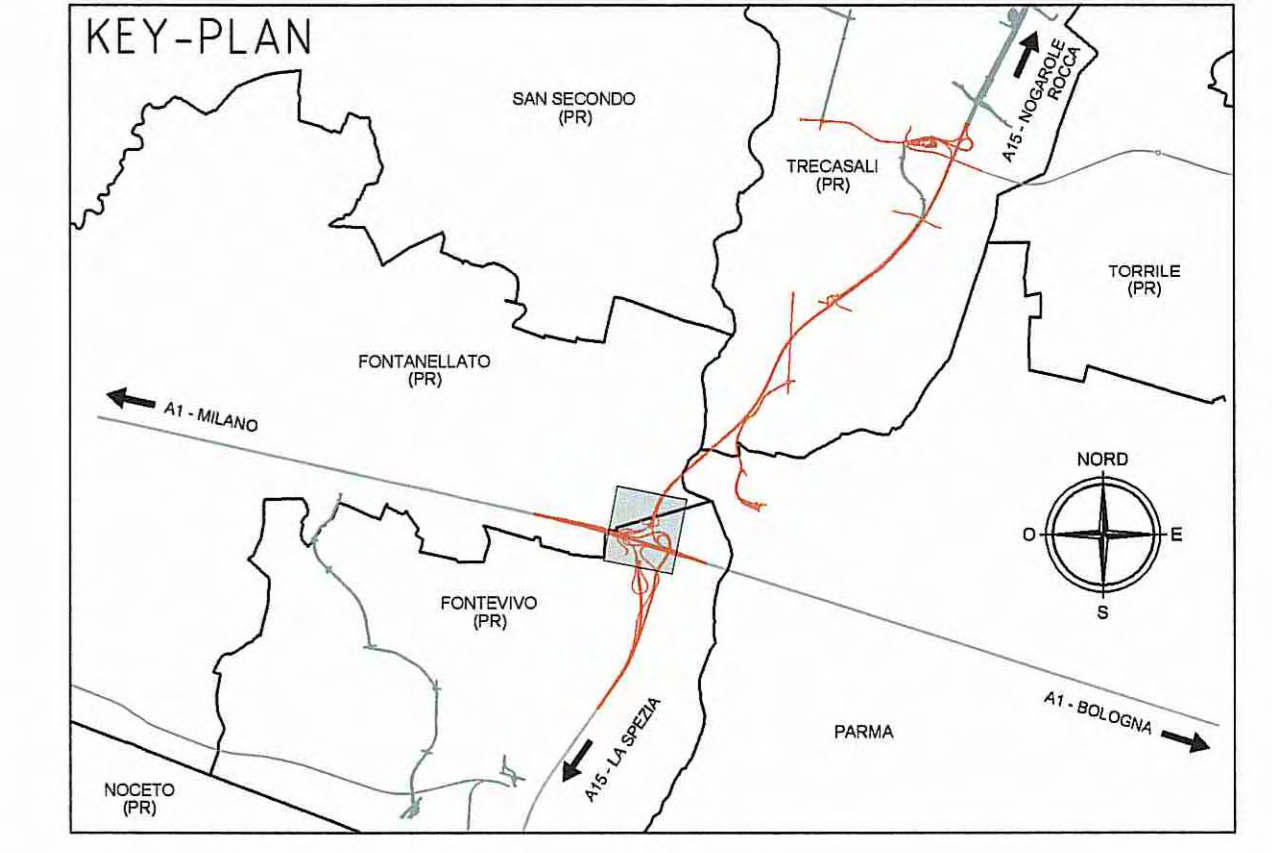 KEY-PLAN
SAN SECONDO
(PR)
A15 - NOGAROLE
ROCCA
TRECASALI
(PR)
TORRILE
(PR)
FONTANELLATO
(PR)
A1 - MILANO
NORD
O
E
S
FONTEVIVO
(PR)
A15 - LA SPEZIA
A1 - BOLOGNA
PARMA
NOCETO
(PR)